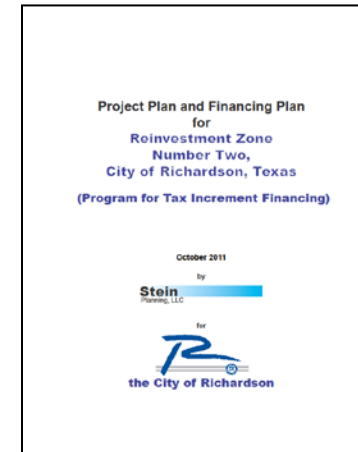 Project Plan and Financing Plan
for
Reinvestment Zone
Number Two,
City of Richardson, Texas
(Program for Tax Increment Financing)
October 2011
by
Stein
Planning, LLC
for
the City of Richardson